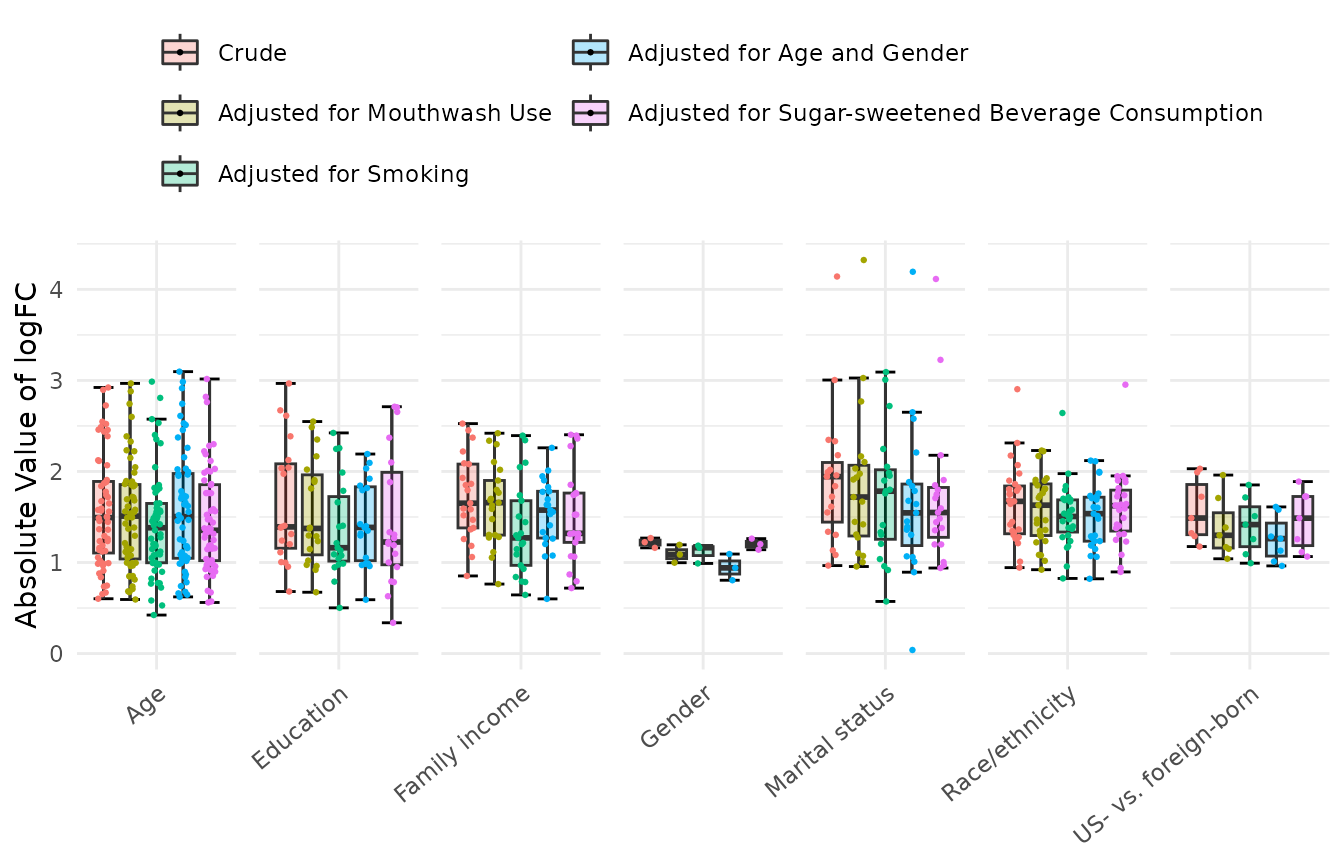 Crude
Adjusted for Age and Gender
Adjusted for Mouthwash Use
Adjusted for Sugar-sweetened Beverage Consumption
Adjusted for Smoking
Absolute Value of logFC
4
3
2
1
0
Age
Education
Family income
Gender
Marital status
Race/ethnicity
US- vs. foreign-born